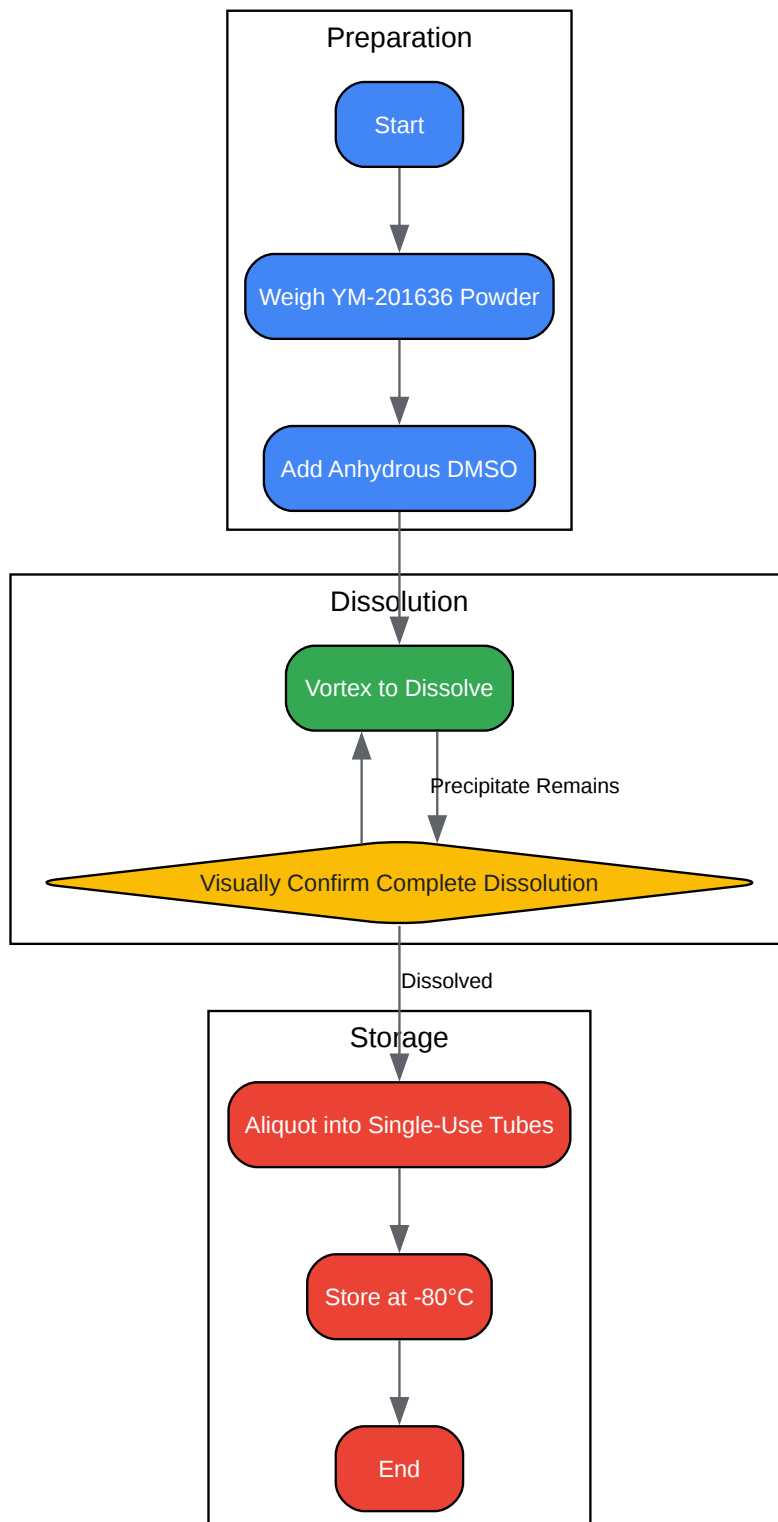 Preparation
Start
Weigh YM-201636 Powder
Add Anhydrous DMSO
Dissolution
Vortex to Dissolve
Precipitate Remains
Visually Confirm Complete Dissolution
Dissolved
Storage
Aliquot into Single-Use Tubes
Store at -80°C
End